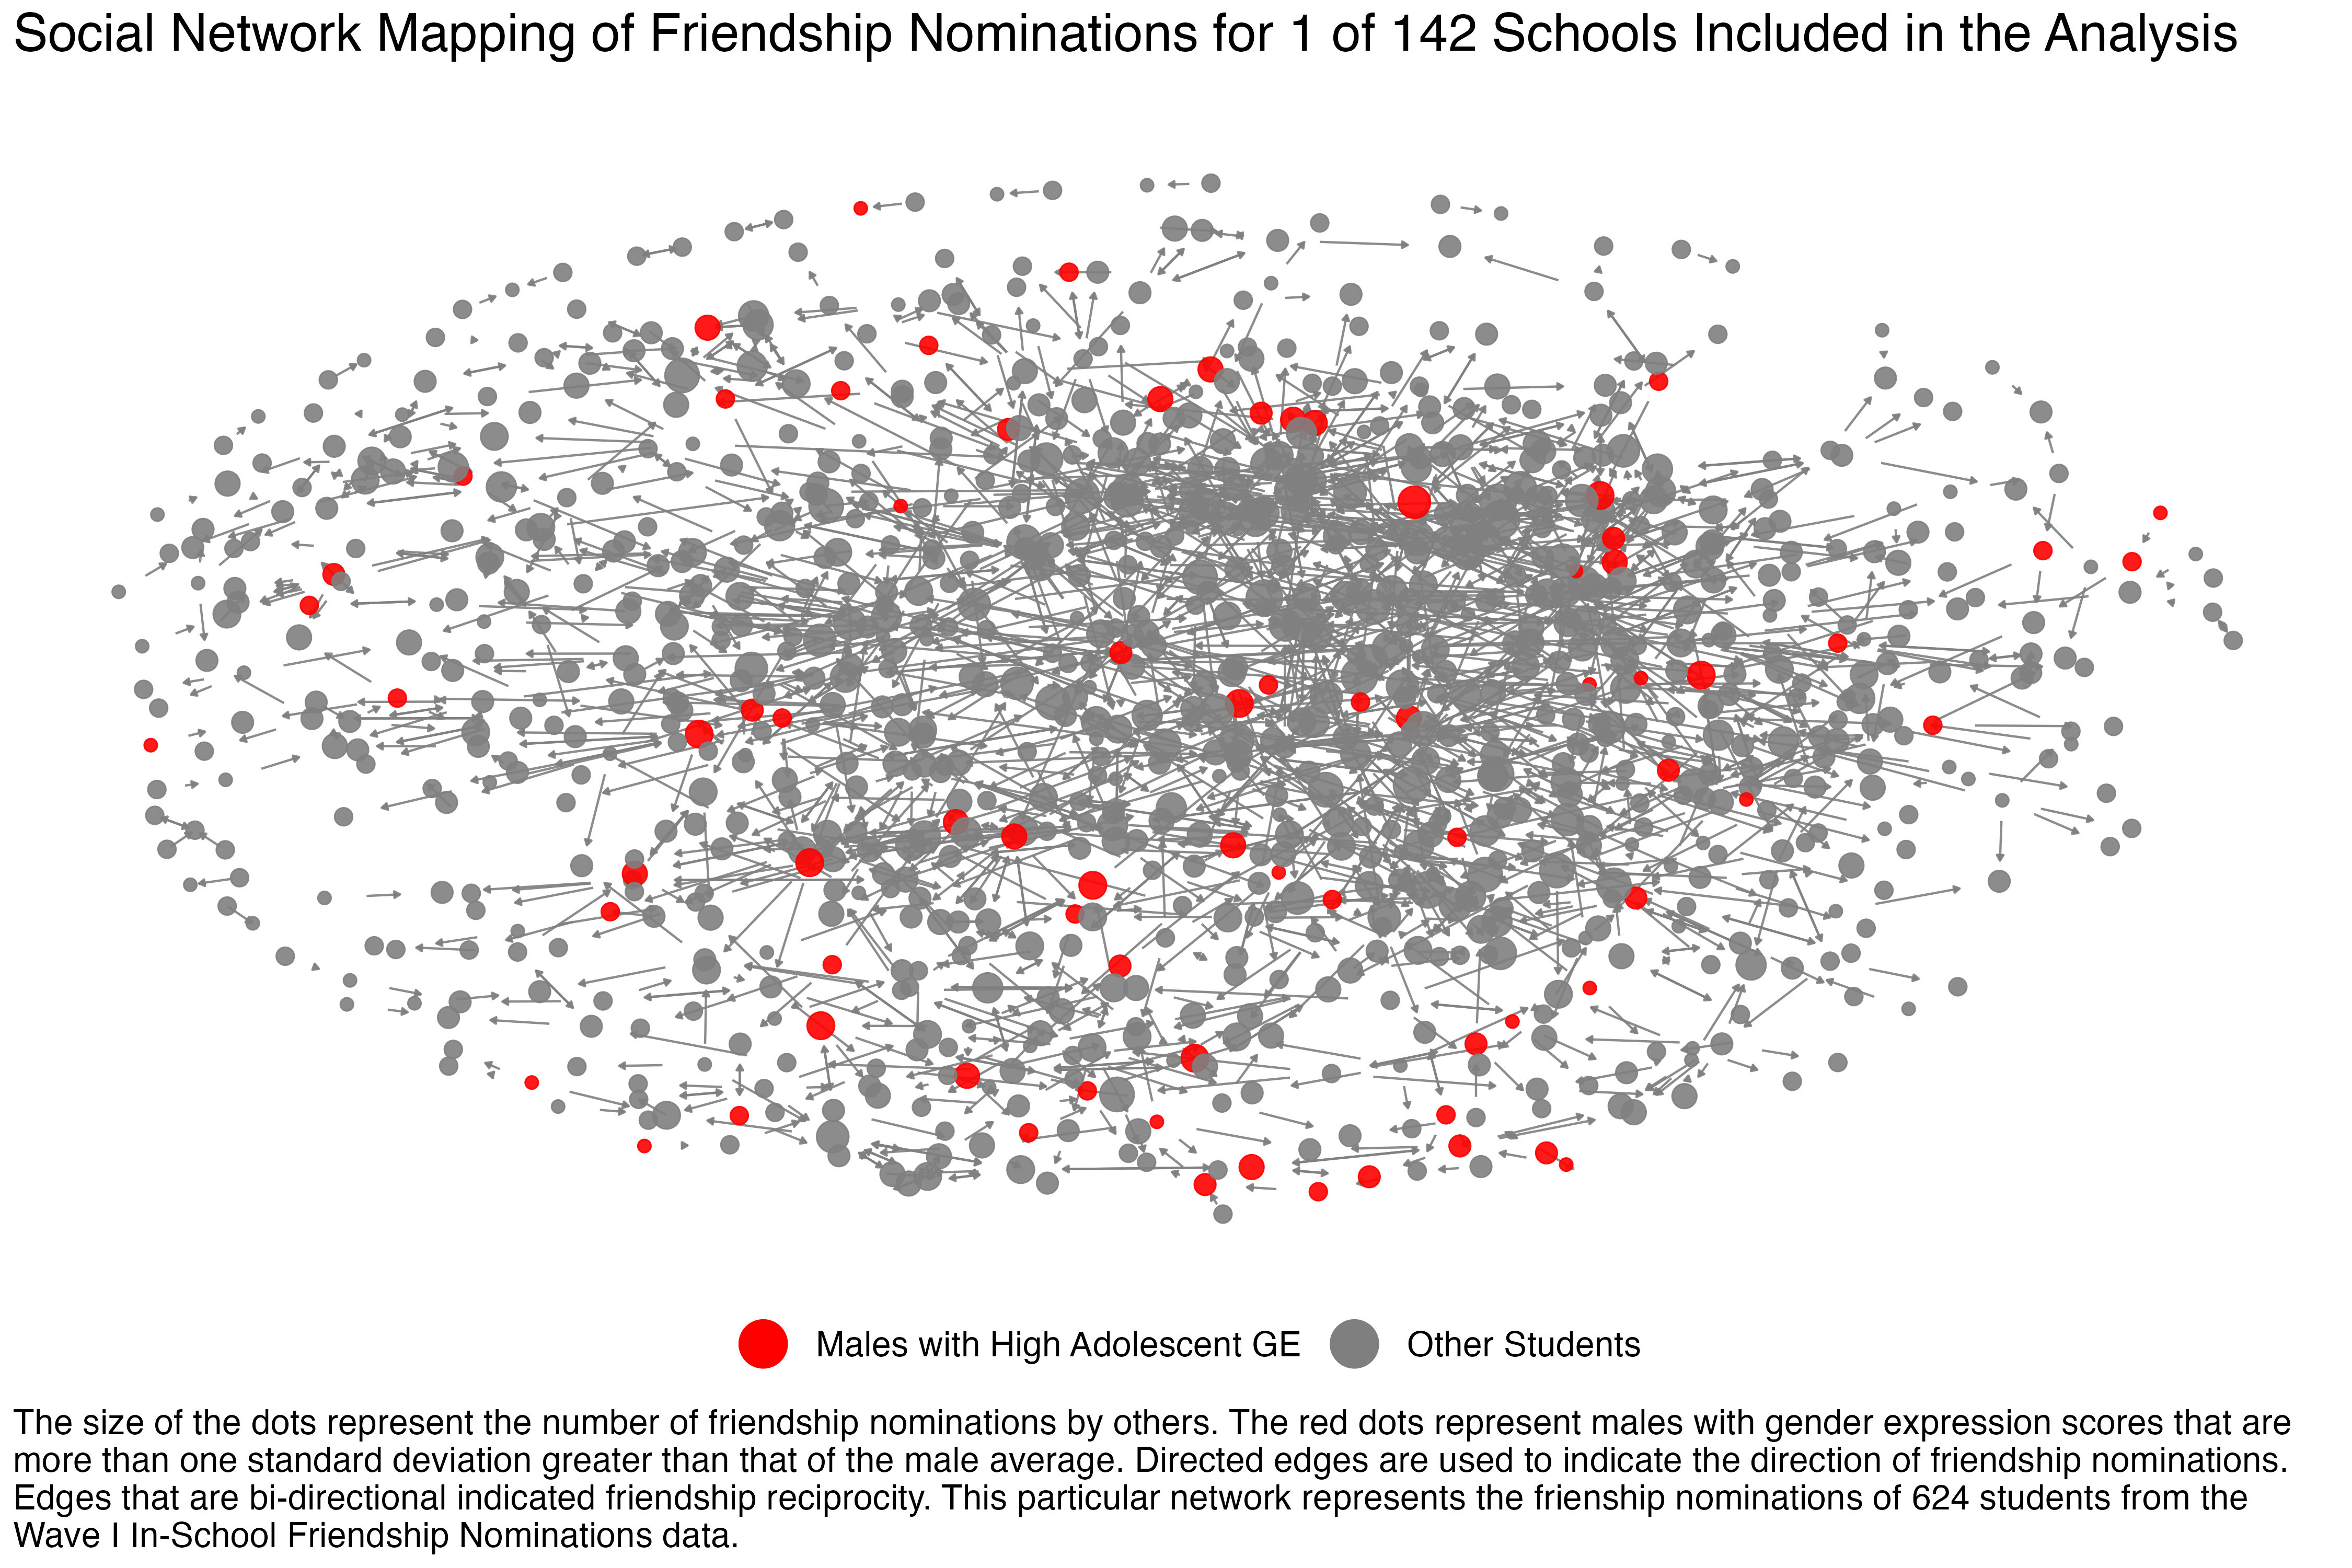 Social Network Mapping of Friendship Nominations for 1 of 142 Schools Included in the Analysis
Males with High Adolescent GE
Other Students
The size of the dots represent the number of friendship nominations by others. The red dots represent males with gender expression scores that are
more than one standard deviation greater than that of the male average. Directed edges are used to indicate the direction of friendship nominations.
Edges that are bi-directional indicated friendship reciprocity. This particular network represents the frienship nominations of 624 students from the
Wave I In-School Friendship Nominations data.